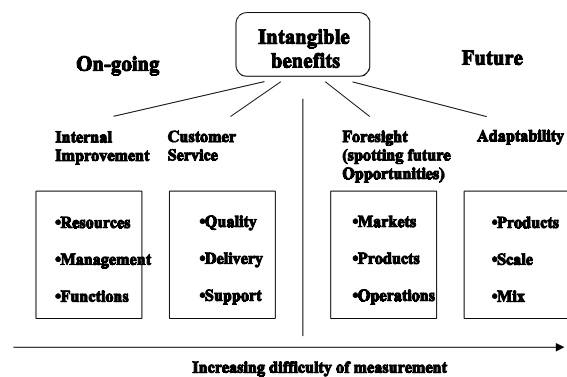 Intangible
benefits
On-going
Future
Internal
Improvement
Customer
Service
Foresight
(spotting future
Opportunities)
Adaptability
•Resources
•Management
•Functions
•Quality
•Delivery
•Support
•Markets
•Products
•Operations
•Products
•Scale
•Mix
Increasing difficulty of measurement